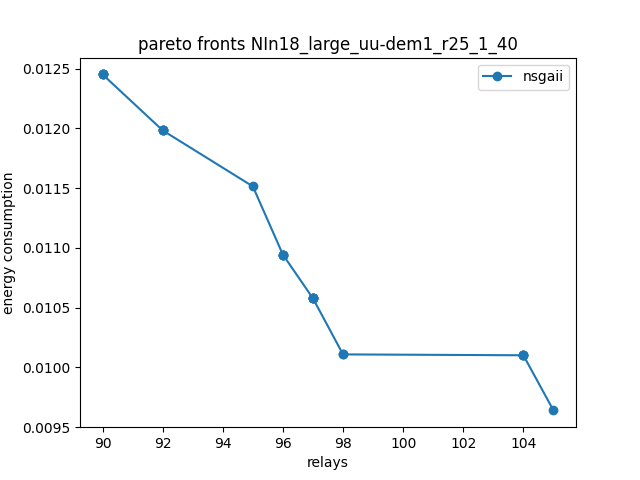 pareto fronts NIn18_large_uu-dem1_r25_1_40
nsgaii
energy consumption
0.0125
0.0120
0.0115
0.0110
0.0105
0.0100
0.0095
90 92 94 96 98 100 102 104
relays